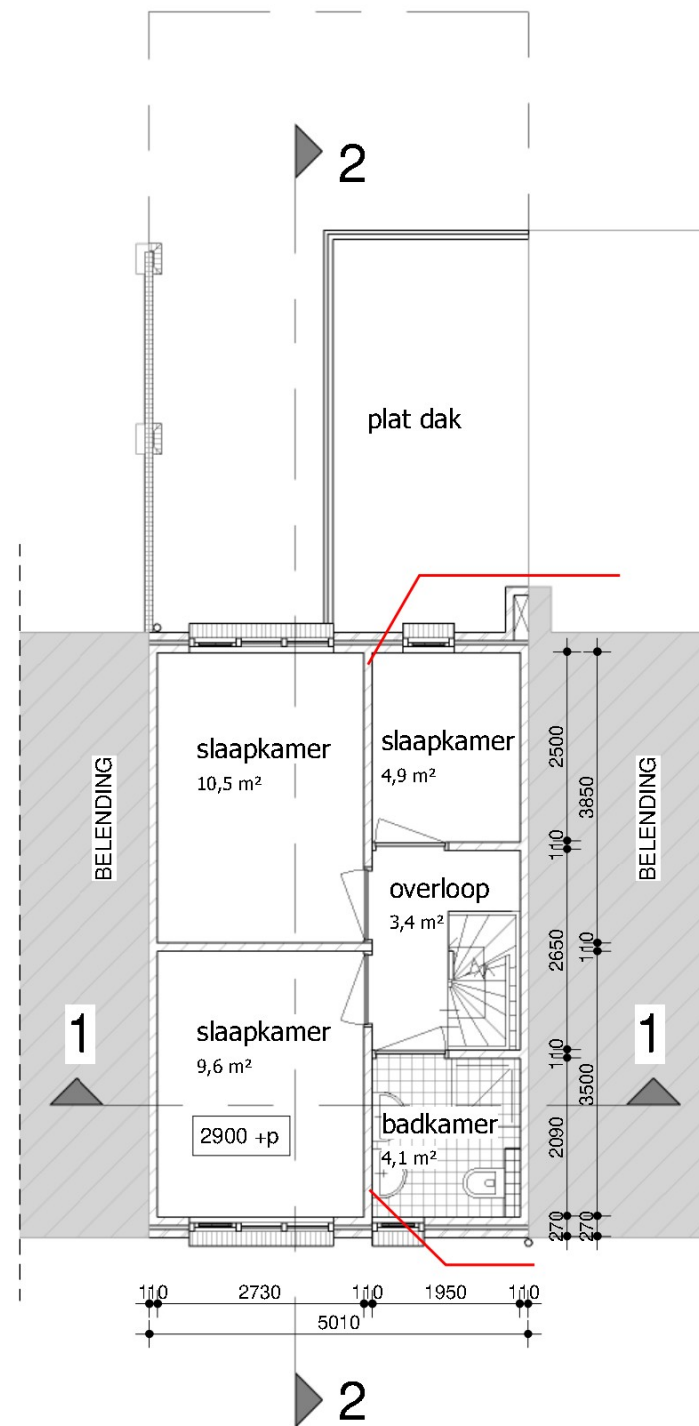 2
plat dak
BELENDING
slaapkamer
10,5 m²
slaapkamer
4,9 m²
2500
3850
BELENDING
110
overloop
3,4 m²
2650
110
1
slaapkamer
9,6 m²
110
3500
1
2900 +p
badkamer
4,1 m²
2090
270
270
110
2730
110
1950
110
5010
2